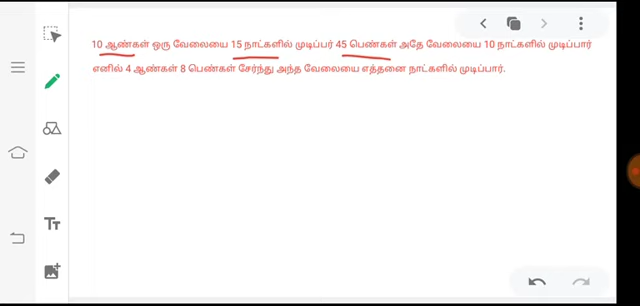 10 ஆண்கள் ஒரு வேலையை 15 நாட்களில் முடிப்பர் 45 பெண்கள் அதே வேலையை 10 நாட்களில் முடிப்பார்
எனில் 4 ஆண்கள் 8 பெண்கள் சேர்ந்து அந்த வேலையை எத்தனை நாட்களில் முடிப்பார்.
Tт